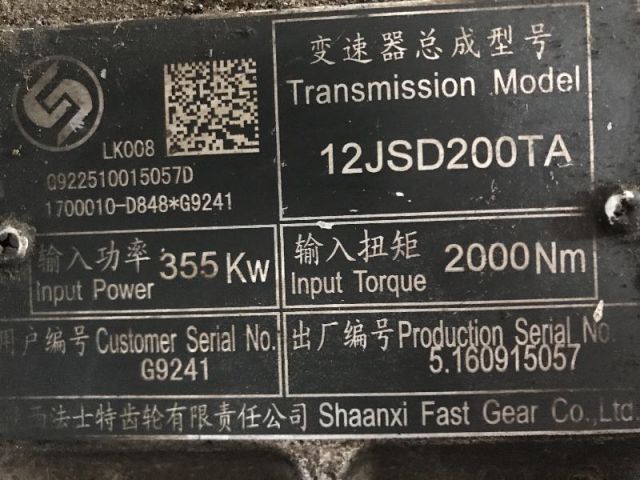 变速器总成型号
Transmission Model
12JSD200TA
LK008
Q922510015057D
1700010-D848*G9241
输入功率 355Kw
Input Power
输入扭矩 2000Nm
Input Torque
用户编号 Customer Serial No.
G9241
出厂编号 Production Serial No.
5.160915057
西法士特齿轮有限责任公司 Shaanxi Fast Gear Co.,Ltd.